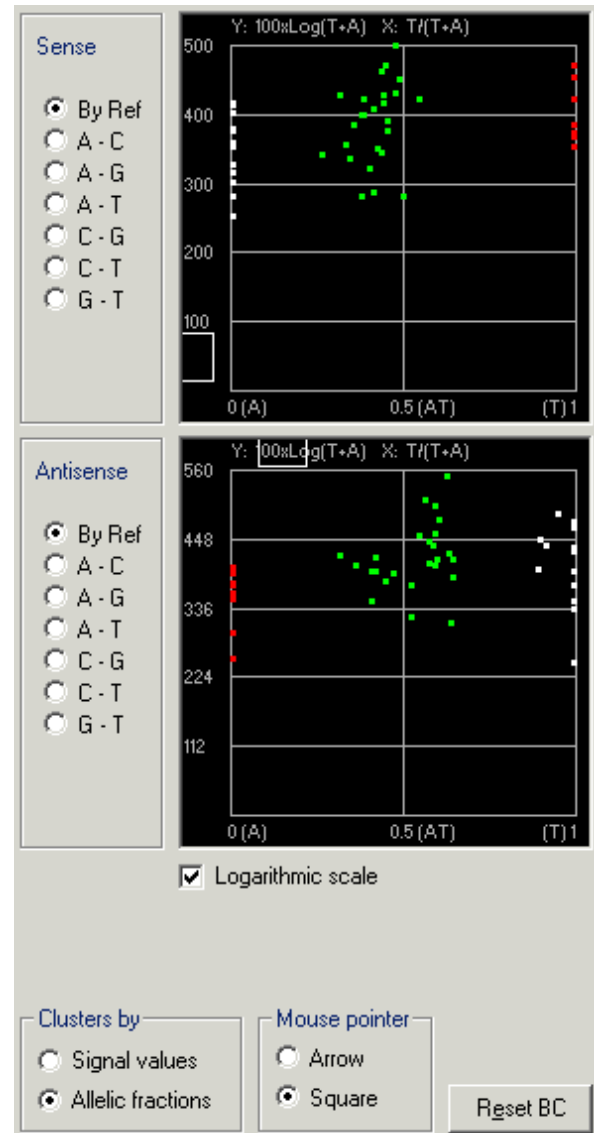 Sense
By Ref
A - C
A - G
A - T
C - G
C - T
G - T
Y: 100xLog(T+A) X: T/(T+A)
500
400
300
200
100
0 (A) 0.5 (AT) (T) 1
Antisense
By Ref
A - C
A - G
A - T
C - G
C - T
G - T
Y: 100xLog(T+A) X: T/(T+A)
560
448
336
224
112
0 (A) 0.5 (AT) (T) 1
Logarithmic scale
Clusters by
Signal values
Allelic fractions
Mouse pointer
Arrow
Square
Reset BC